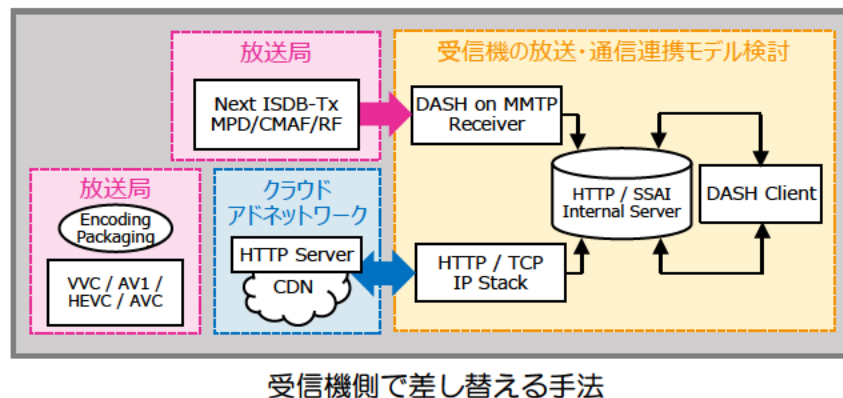 放送局
Next ISDB-Tx
MPD/CMAF/RF
放送局
Encoding
Packaging
VVC / AV1 /
HEVC / AVC
クラウド
アドネットワーク
HTTP Server
CDN
受信機の放送・通信連携モデル検討
DASH on MMTP
Receiver
HTTP / SSAI
Internal Server
DASH Client
HTTP / TCP
IP Stack
受信機側で差し替える手法